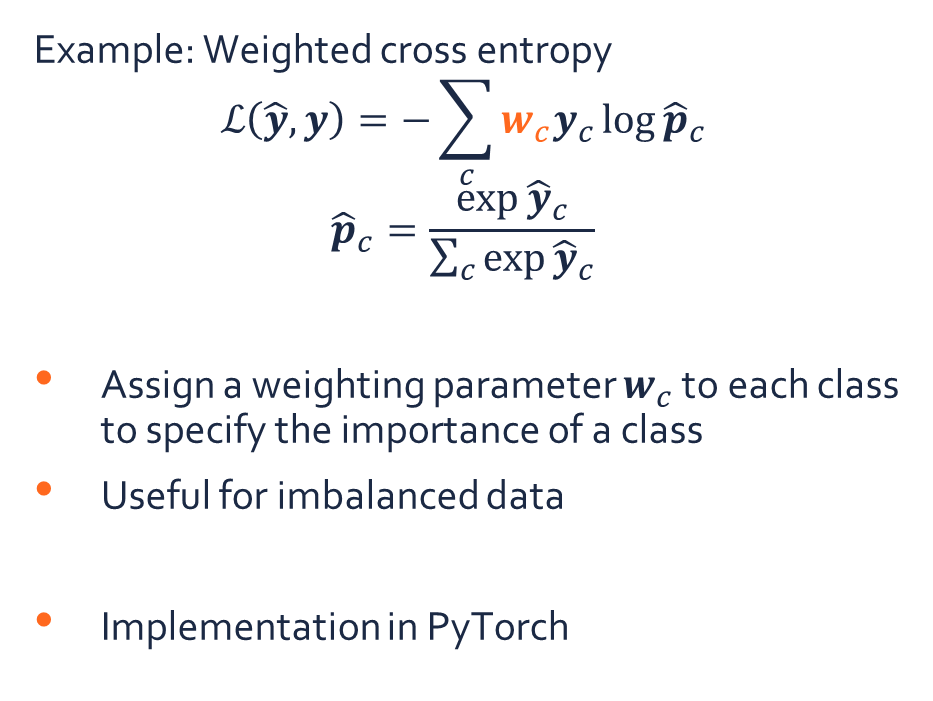 Example: Weighted cross entropy
ℒ(ŷ, y) = − ∑_c w_c y_c log p̂_c
p̂_c = exp ŷ_c / ∑_c exp ŷ_c
• Assign a weighting parameter w_c to each class
to specify the importance of a class
• Useful for imbalanced data
• Implementation in PyTorch